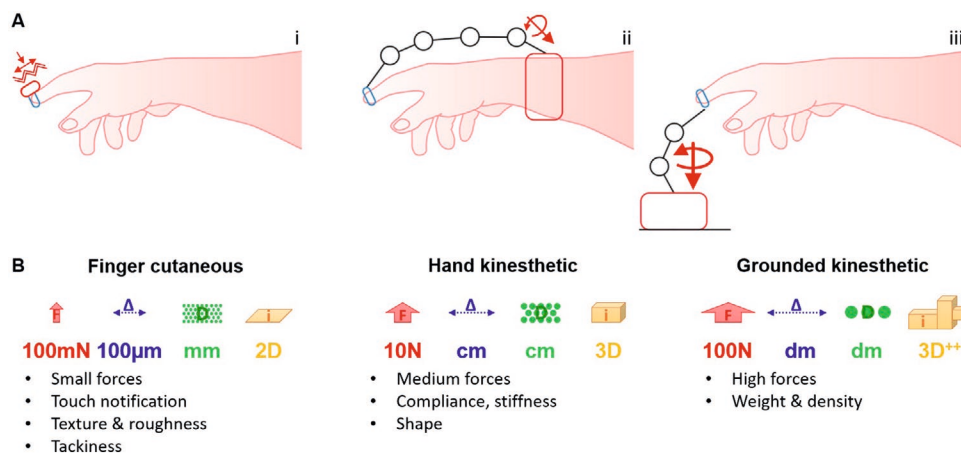 A
i
ii
iii
B
Finger cutaneous
Hand kinesthetic
Grounded kinesthetic
F Δ D i
F Δ D i
F Δ D i
100mN 100µm mm 2D
10N cm cm 3D
100N dm dm 3D++
• Small forces
• Touch notification
• Texture & roughness
• Tackiness
• Medium forces
• Compliance, stiffness
• Shape
• High forces
• Weight & density